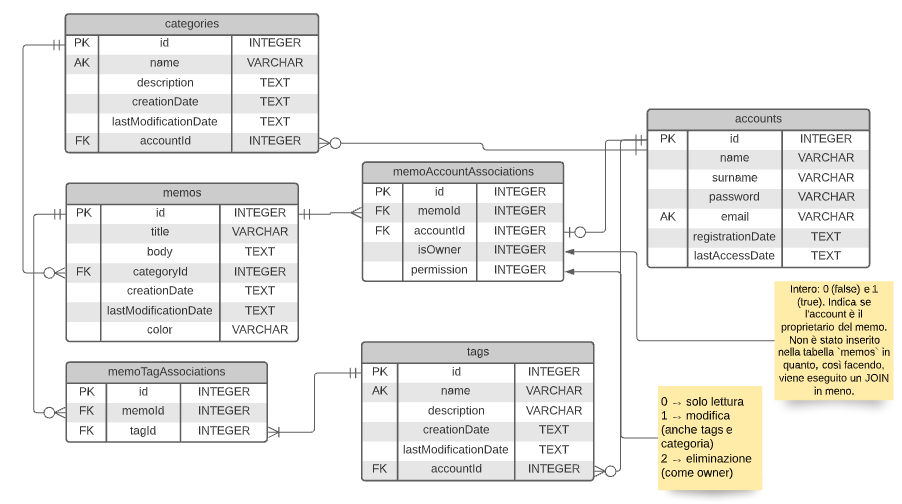 categories
PK id INTEGER
AK name VARCHAR
description TEXT
creationDate TEXT
lastModificationDate TEXT
FK accountId INTEGER
accounts
PK id INTEGER
name VARCHAR
surname VARCHAR
password VARCHAR
AK email VARCHAR
registrationDate TEXT
lastAccessDate TEXT
memoAccountAssociations
PK id INTEGER
FK memoId INTEGER
FK accountId INTEGER
isOwner INTEGER
permission INTEGER
memos
PK id INTEGER
title VARCHAR
body TEXT
FK categoryId INTEGER
creationDate TEXT
lastModificationDate TEXT
color VARCHAR
Intero: 0 (false) e 1
(true). Indica se
l'account è il
proprietario del memo.
Non è stato inserito
nella tabella `memos` in
quanto, così facendo,
viene eseguito un JOIN
in meno.
tags
PK id INTEGER
AK name VARCHAR
description VARCHAR
creationDate TEXT
lastModificationDate TEXT
FK accountId INTEGER
memoTagAssociations
PK id INTEGER
FK memoId INTEGER
FK tagId INTEGER
0 → solo lettura
1 → modifica
(anche tags e
categoria)
2 → eliminazione
(come owner)